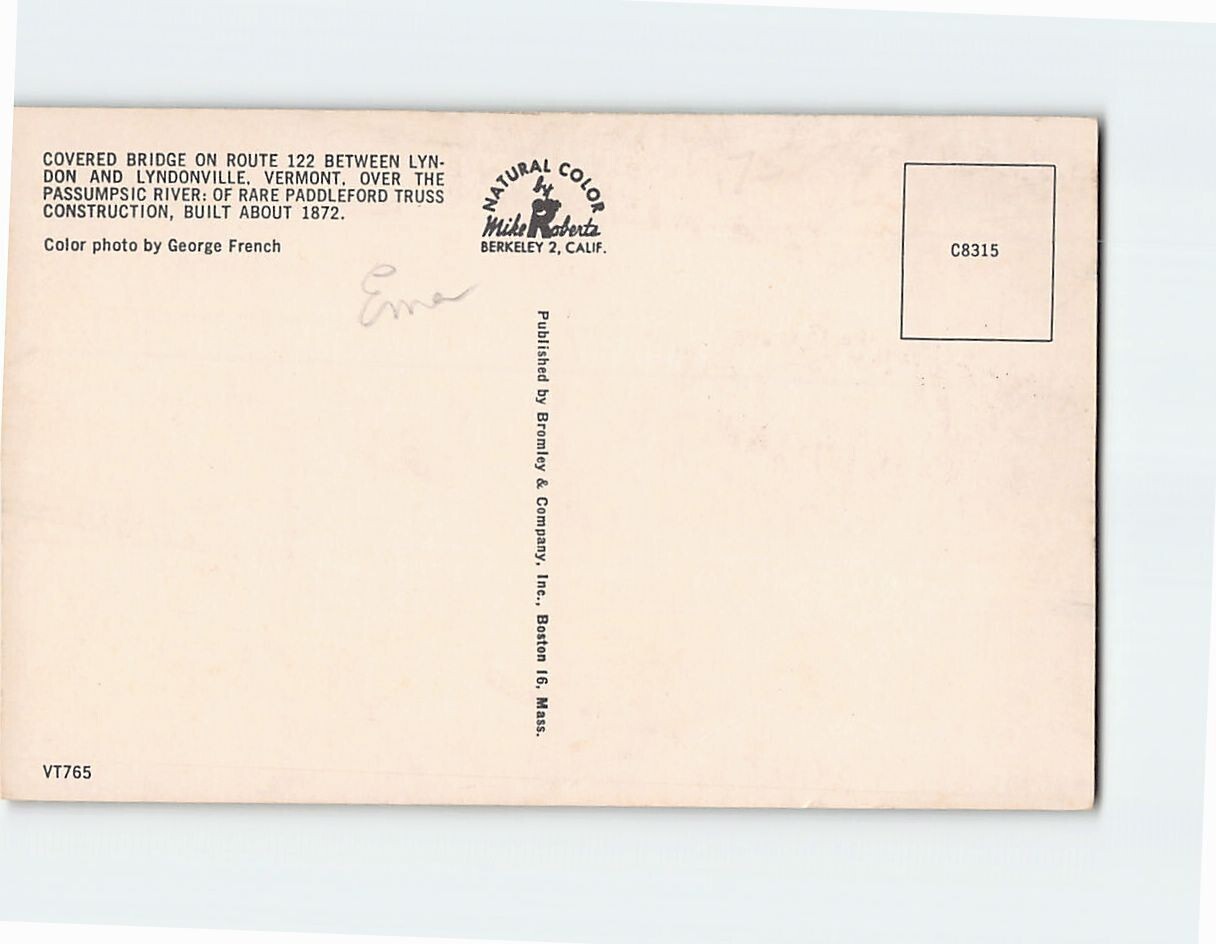 COVERED BRIDGE ON ROUTE 122 BETWEEN LYN-
DON AND LYNDONVILLE, VERMONT, OVER THE
PASSUMPSIC RIVER: OF RARE PADDLEFORD TRUSS
CONSTRUCTION, BUILT ABOUT 1872.
Color photo by George French
NATURAL COLOR
by
Mike Roberts
BERKELEY 2, CALIF.
C8315
Published by Bromley & Company, Inc., Boston 16, Mass.
VT765